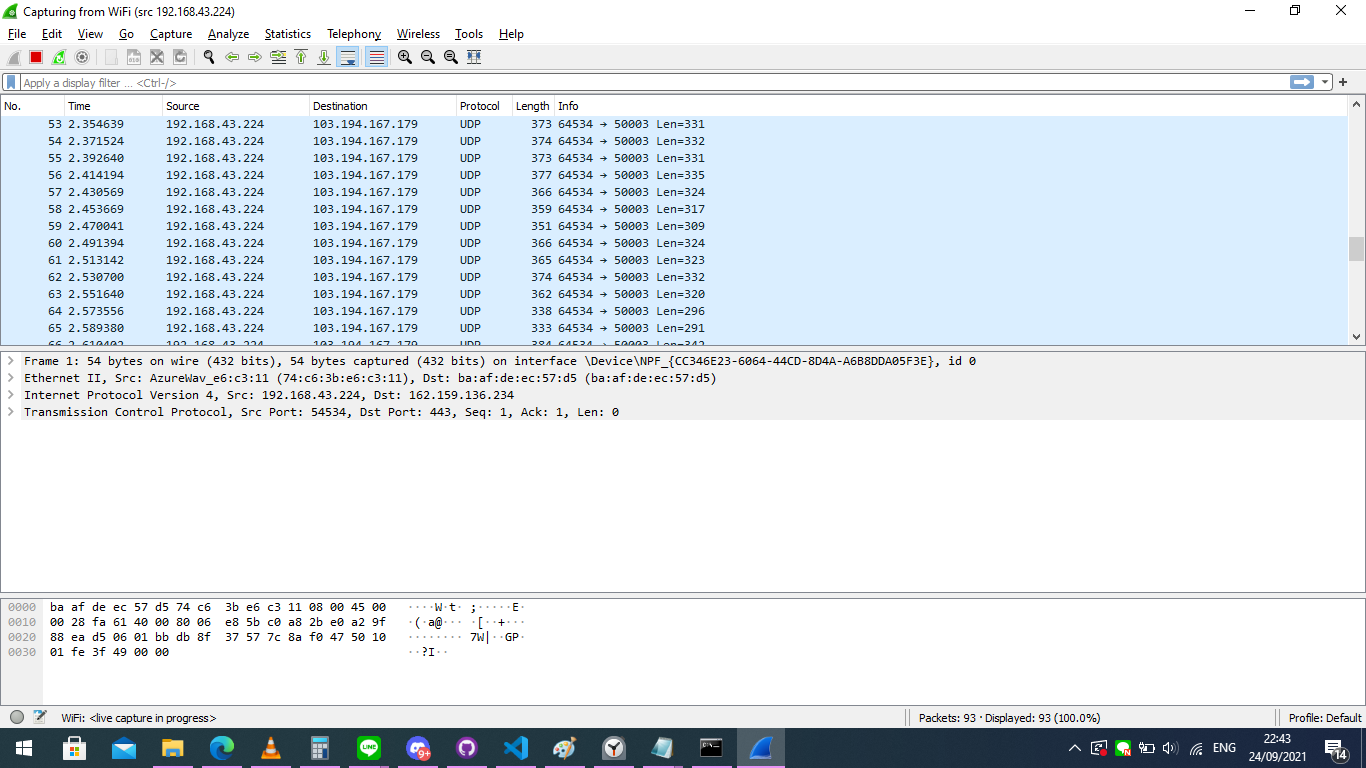 Capturing from WiFi (src 192.168.43.224)
File Edit View Go Capture Analyze Statistics Telephony Wireless Tools Help
Apply a display filter ... <Ctrl-/>
No. Time Source Destination Protocol Length Info
53 2.354639 192.168.43.224 103.194.167.179 UDP 373 64534 → 50003 Len=331
54 2.371524 192.168.43.224 103.194.167.179 UDP 374 64534 → 50003 Len=332
55 2.392640 192.168.43.224 103.194.167.179 UDP 373 64534 → 50003 Len=331
56 2.414194 192.168.43.224 103.194.167.179 UDP 377 64534 → 50003 Len=335
57 2.430569 192.168.43.224 103.194.167.179 UDP 366 64534 → 50003 Len=324
58 2.453669 192.168.43.224 103.194.167.179 UDP 359 64534 → 50003 Len=317
59 2.470041 192.168.43.224 103.194.167.179 UDP 351 64534 → 50003 Len=309
60 2.491394 192.168.43.224 103.194.167.179 UDP 366 64534 → 50003 Len=324
61 2.513142 192.168.43.224 103.194.167.179 UDP 365 64534 → 50003 Len=323
62 2.530700 192.168.43.224 103.194.167.179 UDP 374 64534 → 50003 Len=332
63 2.551640 192.168.43.224 103.194.167.179 UDP 362 64534 → 50003 Len=320
64 2.573556 192.168.43.224 103.194.167.179 UDP 338 64534 → 50003 Len=296
65 2.589380 192.168.43.224 103.194.167.179 UDP 333 64534 → 50003 Len=291
Frame 1: 54 bytes on wire (432 bits), 54 bytes captured (432 bits) on interface \Device\NPF_{CC346E23-6064-44CD-8D4A-A6B8DDA05F3E}, id 0
Ethernet II, Src: AzureWav_e6:c3:11 (74:c6:3b:e6:c3:11), Dst: ba:af:de:ec:57:d5 (ba:af:de:ec:57:d5)
Internet Protocol Version 4, Src: 192.168.43.224, Dst: 162.159.136.234
Transmission Control Protocol, Src Port: 54534, Dst Port: 443, Seq: 1, Ack: 1, Len: 0
0000 ba af de ec 57 d5 74 c6 3b e6 c3 11 08 00 45 00 ····W·t· ;·····E·
0010 00 28 fa 61 40 00 80 06 e8 5b c0 a8 2b e0 a2 9f ·(·a@··· ·[··+···
0020 88 ea d5 06 01 bb db 8f 37 57 7c 8a f0 47 50 10 ········ 7W|··GP·
0030 01 fe 3f 49 00 00 ··?I··
WiFi: <live capture in progress> Packets: 93 · Displayed: 93 (100.0%) Profile: Default
LINE 9+ ENG 22:43
24/09/2021 14